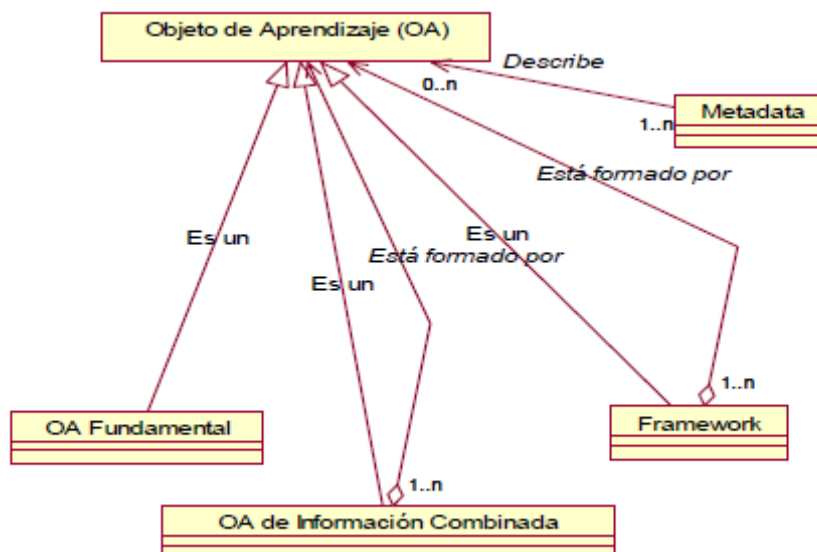 Objeto de Aprendizaje (OA)
Describe
0..n
Metadata
1..n
Está formado por
Es un
Es un
Está formado por
Es un
1..n
OA Fundamental
Framework
1..n
OA de Información Combinada